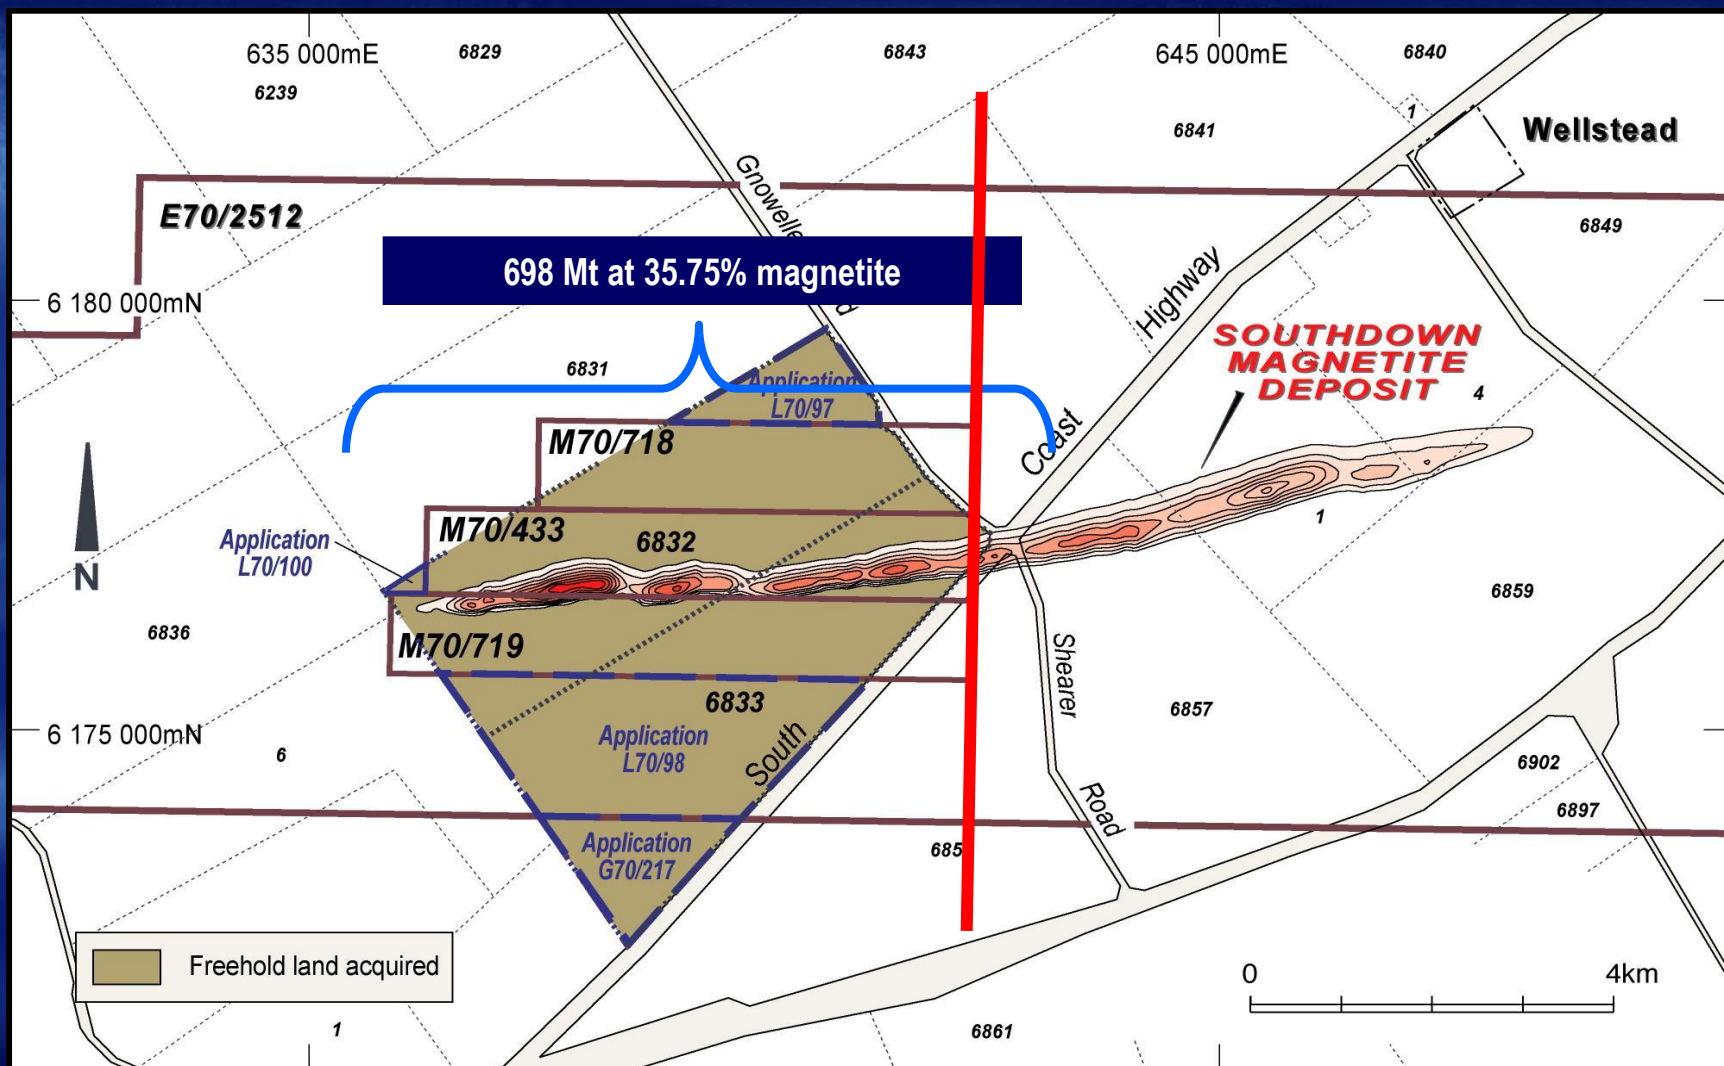 635 000mE
6829
6843
645 000mE
6840
6239
1
6841
Wellstead
E70/2512
6849
698 Mt at 35.75% magnetite
6 180 000mN
Highway
SOUTHDOWN
MAGNETITE
DEPOSIT
6831
Application
L70/97
4
Coast
M70/718
M70/433
6832
1
Application
L70/100
N
6859
6836
M70/719
Shearer
6833
6857
6 175 000mN
Application
L70/98
South
6
6902
Road
6897
Application
G70/217
685
Freehold land acquired
0
4km
1
6861